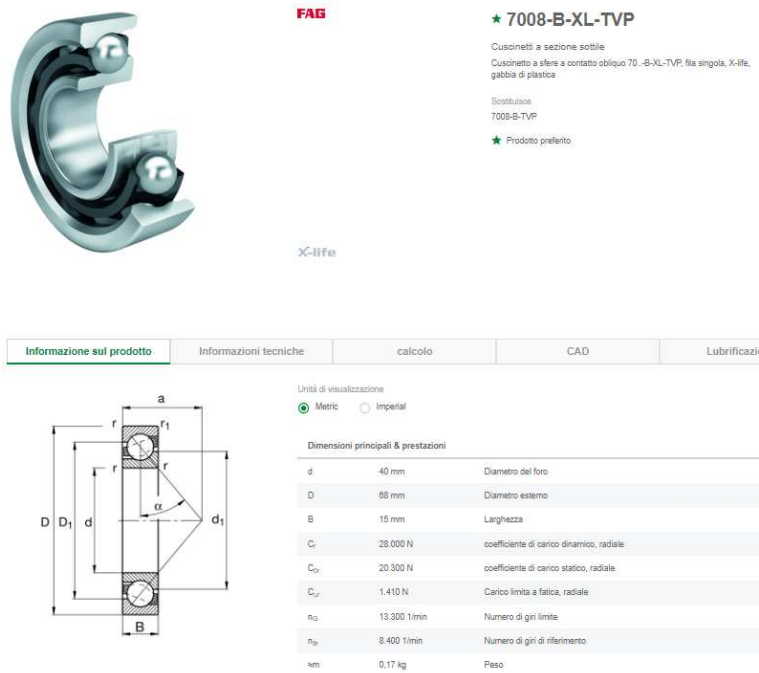 FAG
★ 7008-B-XL-TVP
Cuscinetti a sezione sottile
Cuscinetto a sfere a contatto obliquo 70..-B-XL-TVP, fila singola, X-life,
gabbia di plastica
Sostituisce
7008-B-TVP
★ Prodotto preferito
X-life
Informazione sul prodotto
Informazioni tecniche
calcolo
CAD
Lubrificazio
Unità di visualizzazione
Metric
Imperial
a
r
r1
r
r
α
D
D1
d
d1
B
Dimensioni principali & prestazioni
d 40 mm Diametro del foro
D 68 mm Diametro esterno
B 15 mm Larghezza
Cr 28.000 N coefficiente di carico dinamico, radiale
C0r 20.300 N coefficiente di carico statico, radiale
Cur 1.410 N Carico limita a fatica, radiale
nG 13.300 1/min Numero di giri limite
nϑr 8.400 1/min Numero di giri di riferimento
≈m 0,17 kg Peso